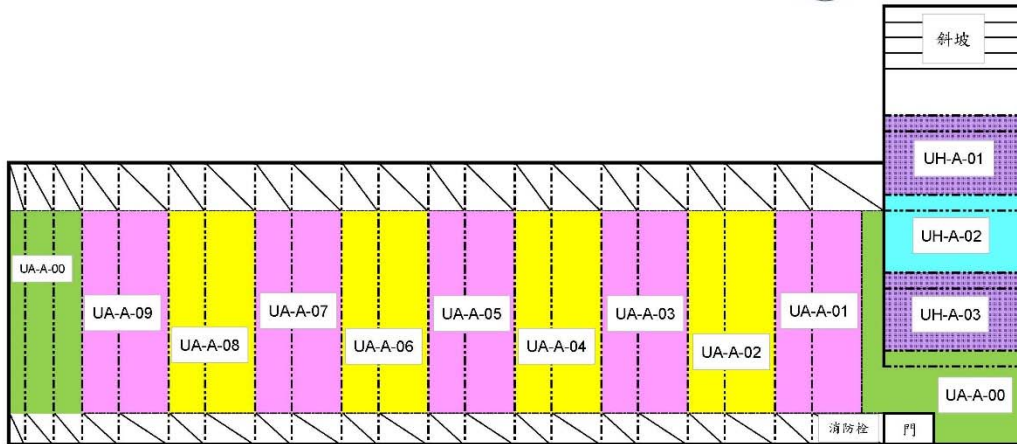 斜坡
UH-A-01
UH-A-02
UA-A-00
UA-A-09
UA-A-07
UA-A-05
UA-A-03
UA-A-01
UH-A-03
UA-A-08
UA-A-06
UA-A-04
UA-A-02
UA-A-00
消防栓
門